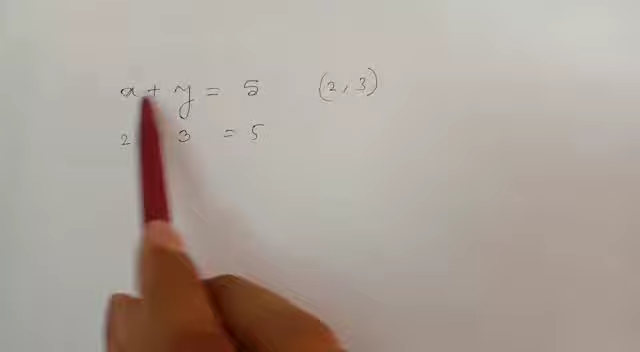 x + y = 5 (2, 3)
2 3 = 5